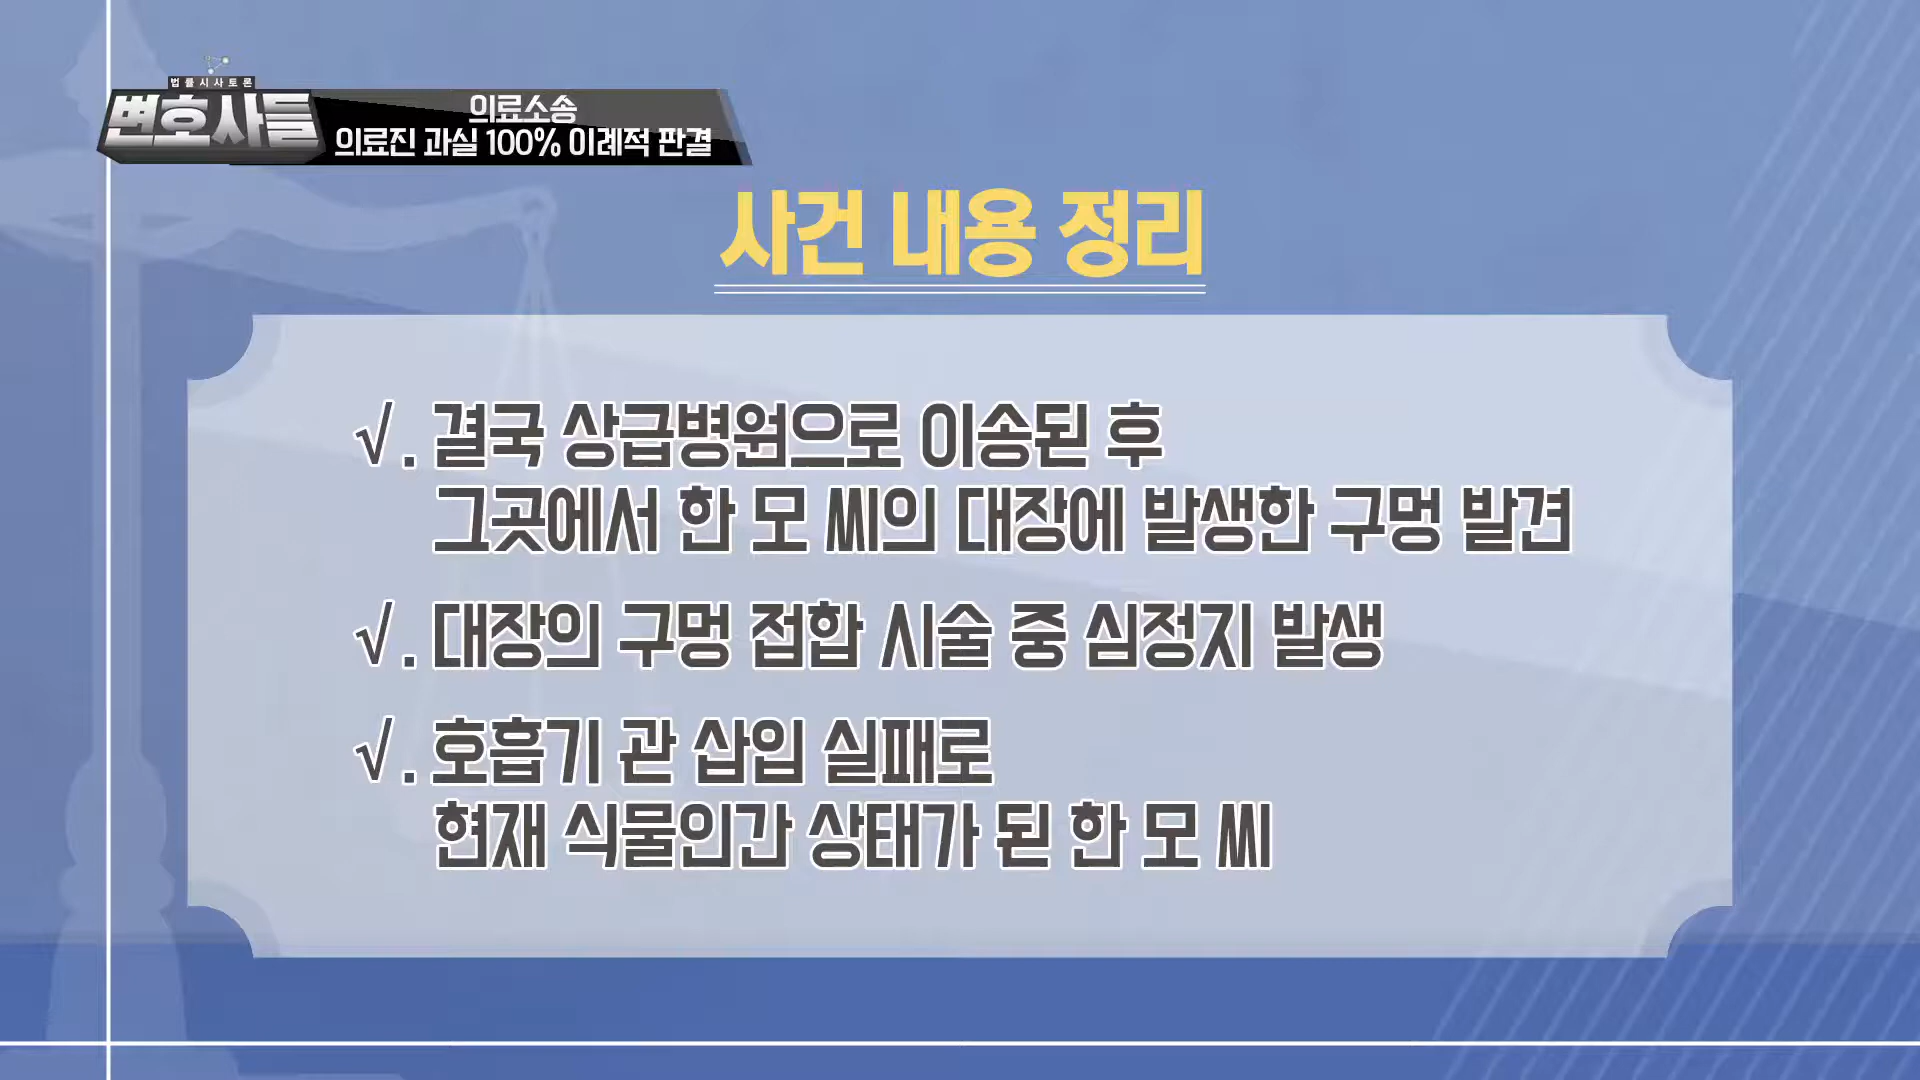 법률시사토론
변호사들
의료소송
의료진 과실 100% 이례적 판결
사건 내용 정리
√. 결국 상급병원으로 이송된 후
그곳에서 한 모 씨의 대장에 발생한 구멍 발견
√. 대장의 구멍 접합 시술 중 심정지 발생
√. 호흡기 관 삽입 실패로
현재 식물인간 상태가 된 한 모 씨